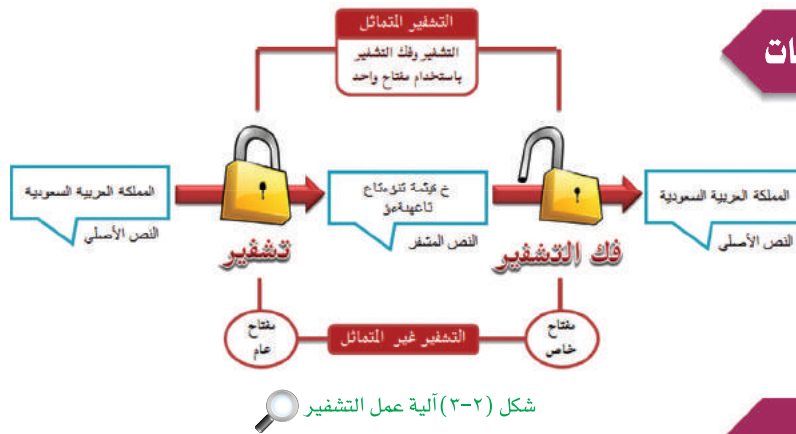 التشفير المتماثل
التشفير وفك التشفير
باستخدام مفتاح واحد
المملكة العربية السعودية
النص الأصلي
تشفير
النص المشفر
فك التشفير
المملكة العربية السعودية
النص الأصلي
مفتاح
عام
التشفير غير المتماثل
مفتاح
خاص
شكل (٢-٣) آلية عمل التشفير